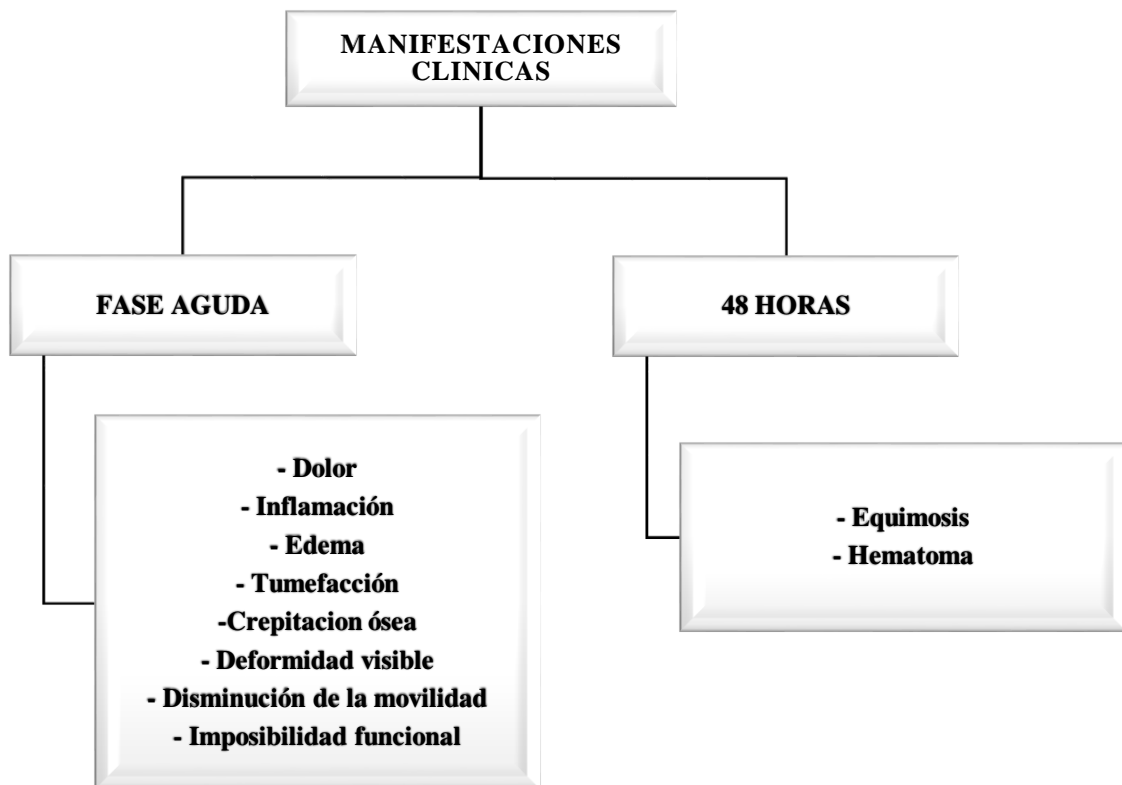 MANIFESTACIONES
CLINICAS
FASE AGUDA
48 HORAS
- Dolor
- Inflamación
- Edema
- Tumefacción
-Crepitacion ósea
- Deformidad visible
- Disminución de la movilidad
- Imposibilidad funcional
- Equimosis
- Hematoma